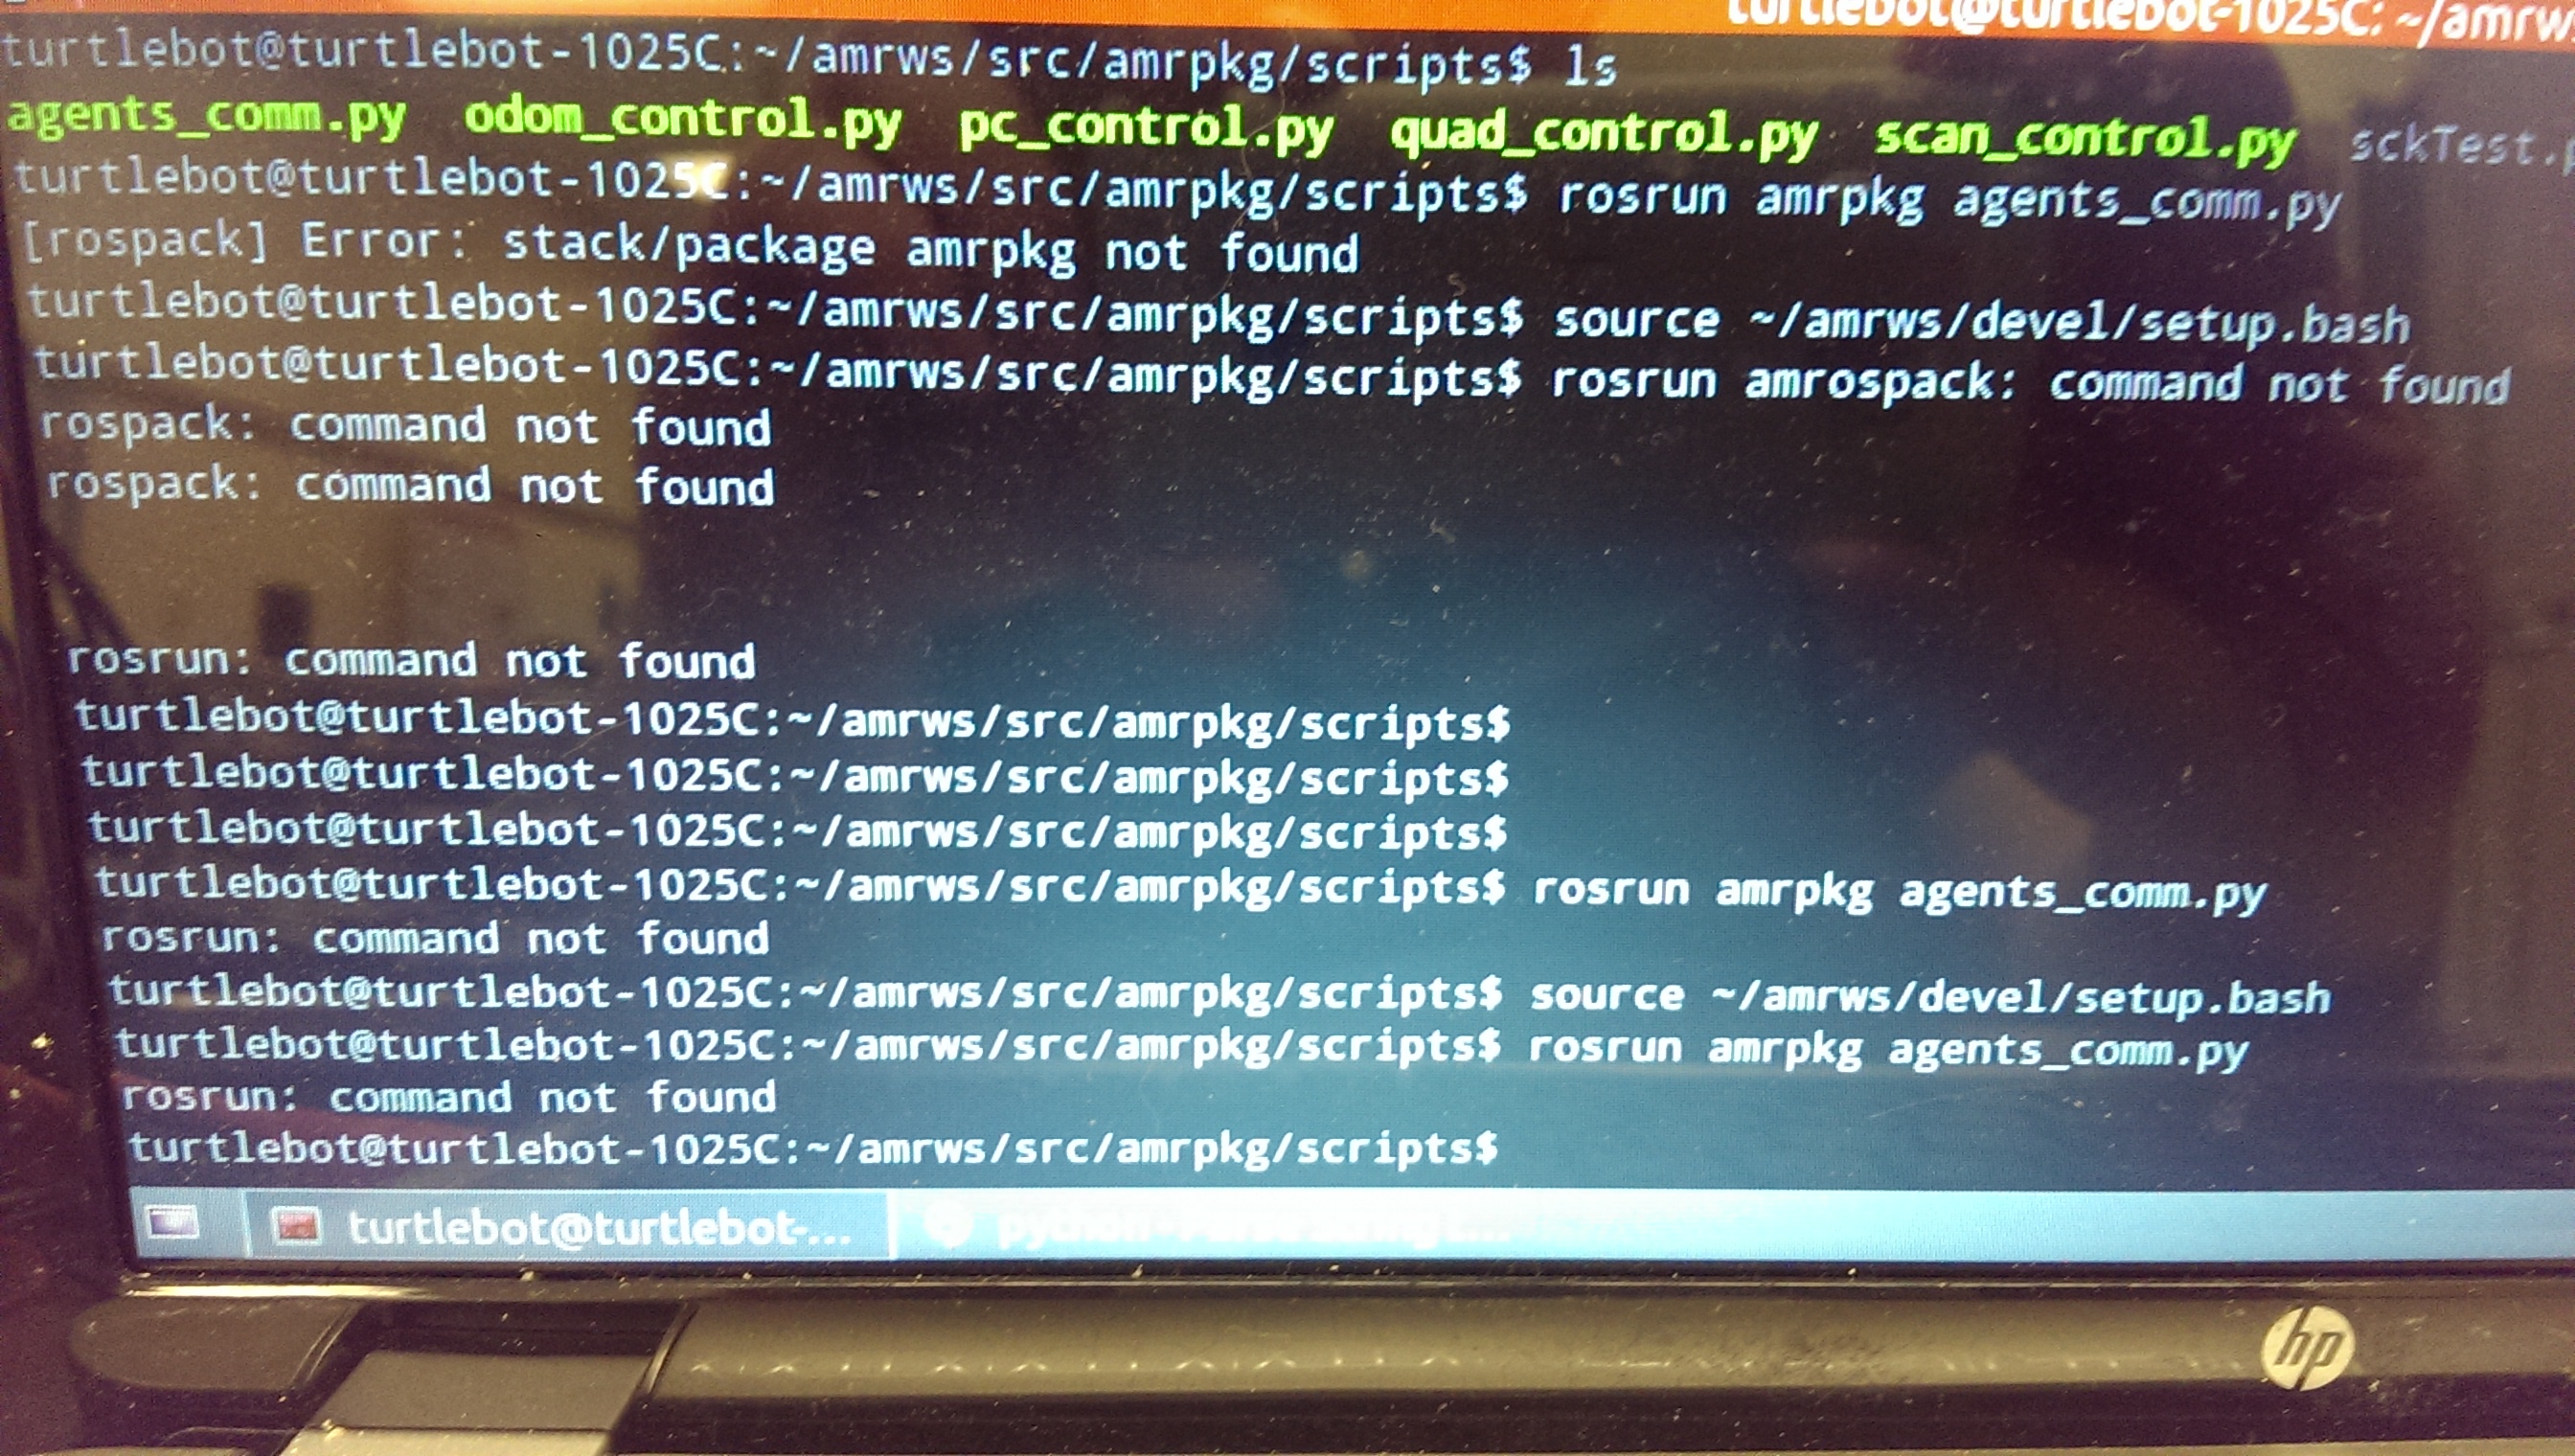 turtlebot@turtlebot-1025C: ~/amrws
turtlebot@turtlebot-1025C:~/amrws/src/amrpkg/scripts$ ls
agents_comm.py odom_control.py pc_control.py quad_control.py scan_control.py sckTest.p
turtlebot@turtlebot-1025C:~/amrws/src/amrpkg/scripts$ rosrun amrpkg agents_comm.py
[rospack] Error: stack/package amrpkg not found
turtlebot@turtlebot-1025C:~/amrws/src/amrpkg/scripts$ source ~/amrws/devel/setup.bash
turtlebot@turtlebot-1025C:~/amrws/src/amrpkg/scripts$ rosrun amrospack: command not found
rospack: command not found
rospack: command not found
rosrun: command not found
turtlebot@turtlebot-1025C:~/amrws/src/amrpkg/scripts$
turtlebot@turtlebot-1025C:~/amrws/src/amrpkg/scripts$
turtlebot@turtlebot-1025C:~/amrws/src/amrpkg/scripts$
turtlebot@turtlebot-1025C:~/amrws/src/amrpkg/scripts$ rosrun amrpkg agents_comm.py
rosrun: command not found
turtlebot@turtlebot-1025C:~/amrws/src/amrpkg/scripts$ source ~/amrws/devel/setup.bash
turtlebot@turtlebot-1025C:~/amrws/src/amrpkg/scripts$ rosrun amrpkg agents_comm.py
rosrun: command not found
turtlebot@turtlebot-1025C:~/amrws/src/amrpkg/scripts$
turtlebot@turtlebot-... python -
hp